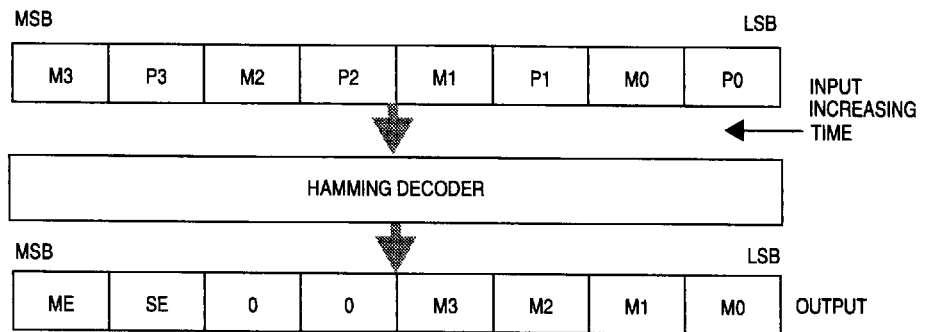 MSB LSB
M3 P3 M2 P2 M1 P1 M0 P0
INPUT
INCREASING
TIME
HAMMING DECODER
MSB LSB
ME SE 0 0 M3 M2 M1 M0 OUTPUT